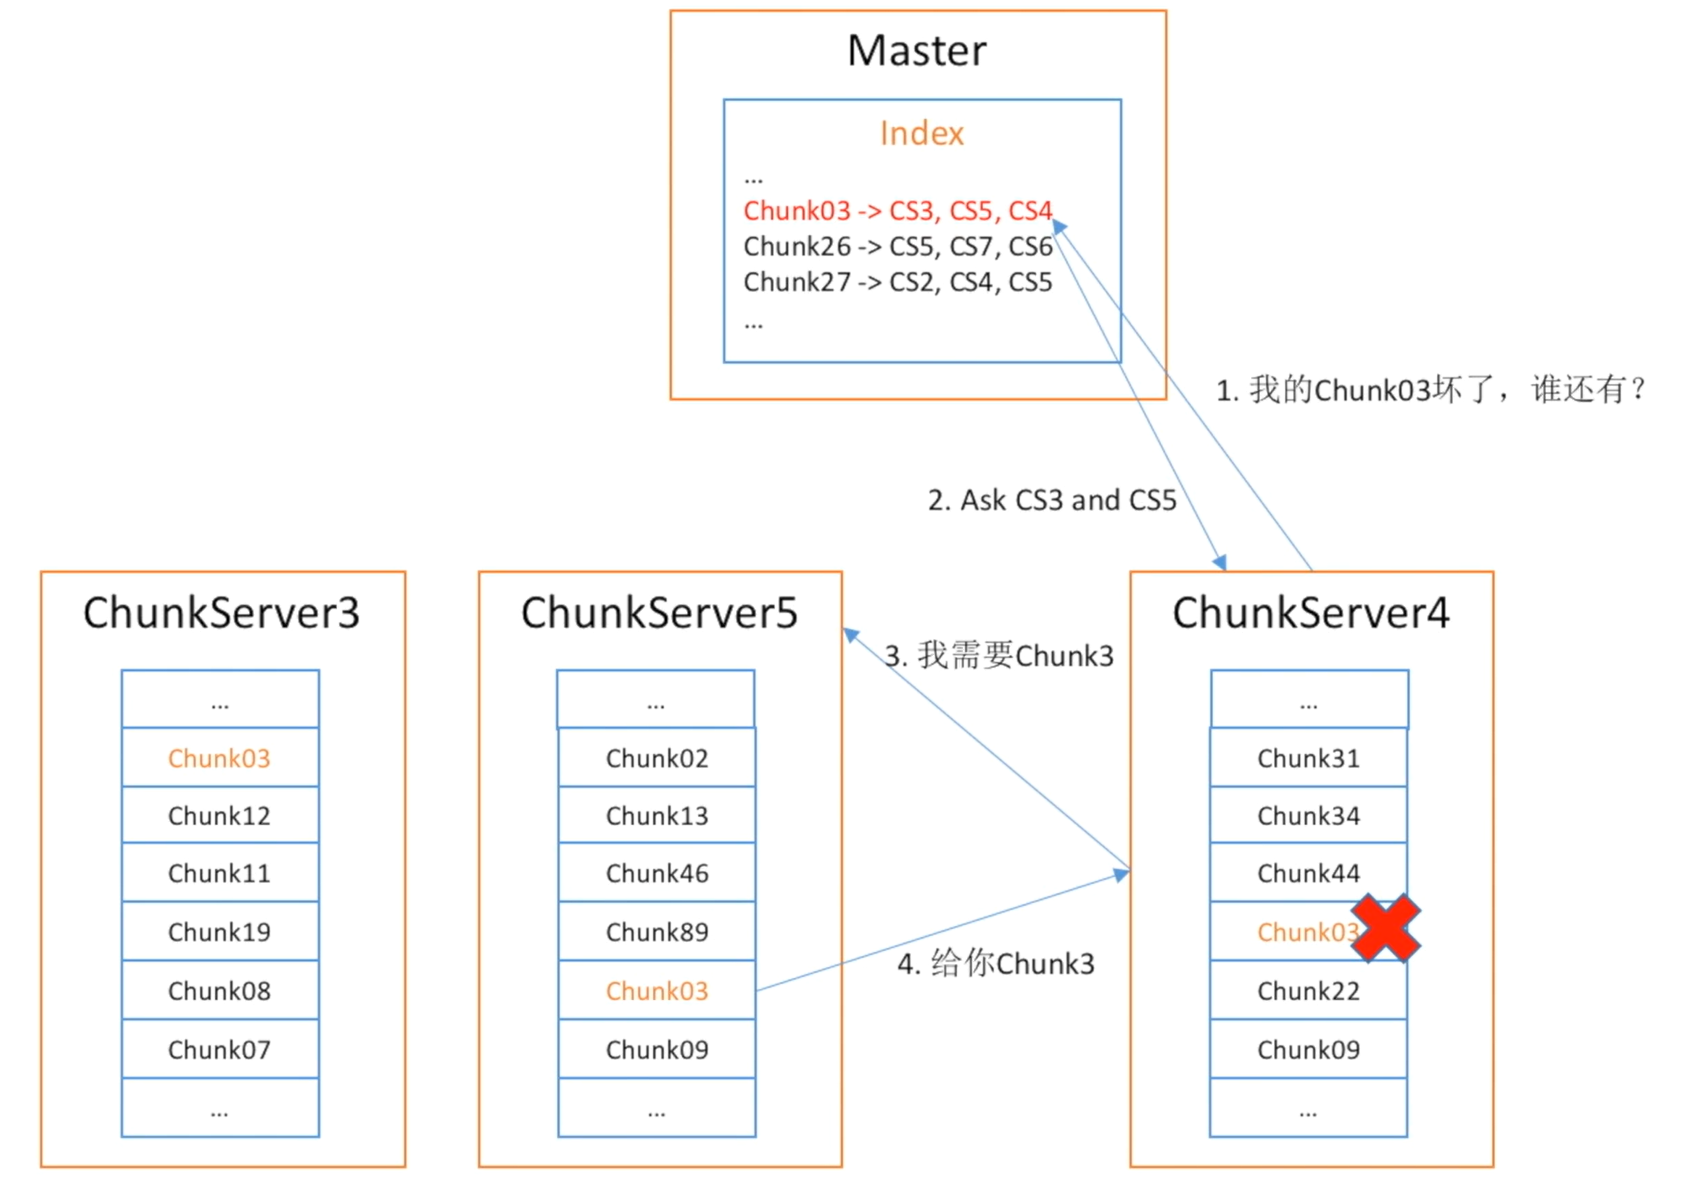 Master
Index
...
Chunk03 -> CS3, CS5, CS4
Chunk26 -> CS5, CS7, CS6
Chunk27 -> CS2, CS4, CS5
...
1. 我的Chunk03坏了，谁还有？
2. Ask CS3 and CS5
ChunkServer3
...
Chunk03
Chunk12
Chunk11
Chunk19
Chunk08
Chunk07
...
ChunkServer5
...
Chunk02
Chunk13
Chunk46
Chunk89
Chunk03
Chunk09
...
3. 我需要Chunk3
4. 给你Chunk3
ChunkServer4
...
Chunk31
Chunk34
Chunk44
Chunk03
Chunk22
Chunk09
...